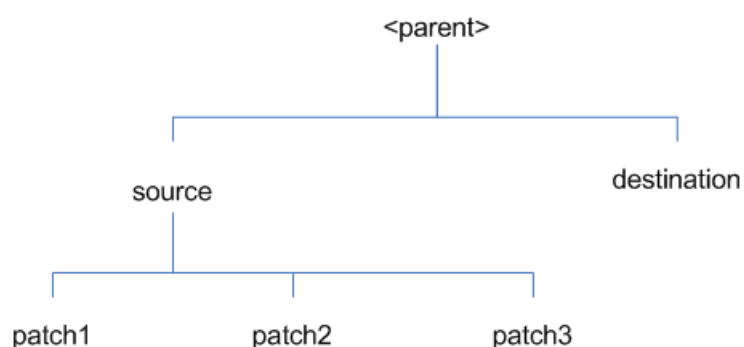 <parent>
source
destination
patch1
patch2
patch3